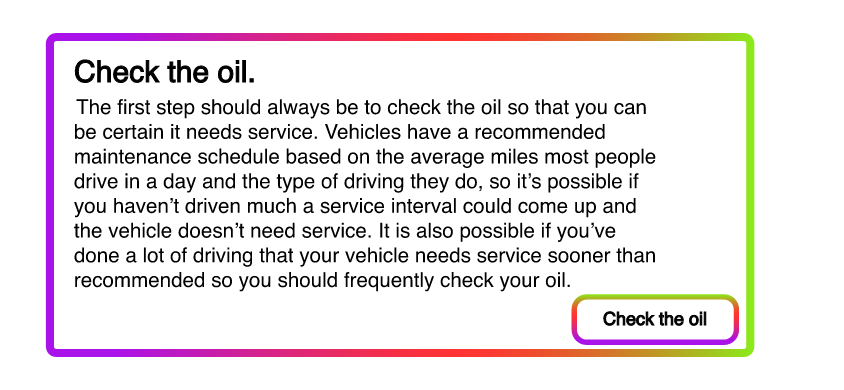 Check the oil.
The first step should always be to check the oil so that you can
be certain it needs service. Vehicles have a recommended
maintenance schedule based on the average miles most people
drive in a day and the type of driving they do, so it’s possible if
you haven’t driven much a service interval could come up and
the vehicle doesn’t need service. It is also possible if you’ve
done a lot of driving that your vehicle needs service sooner than
recommended so you should frequently check your oil.
Check the oil